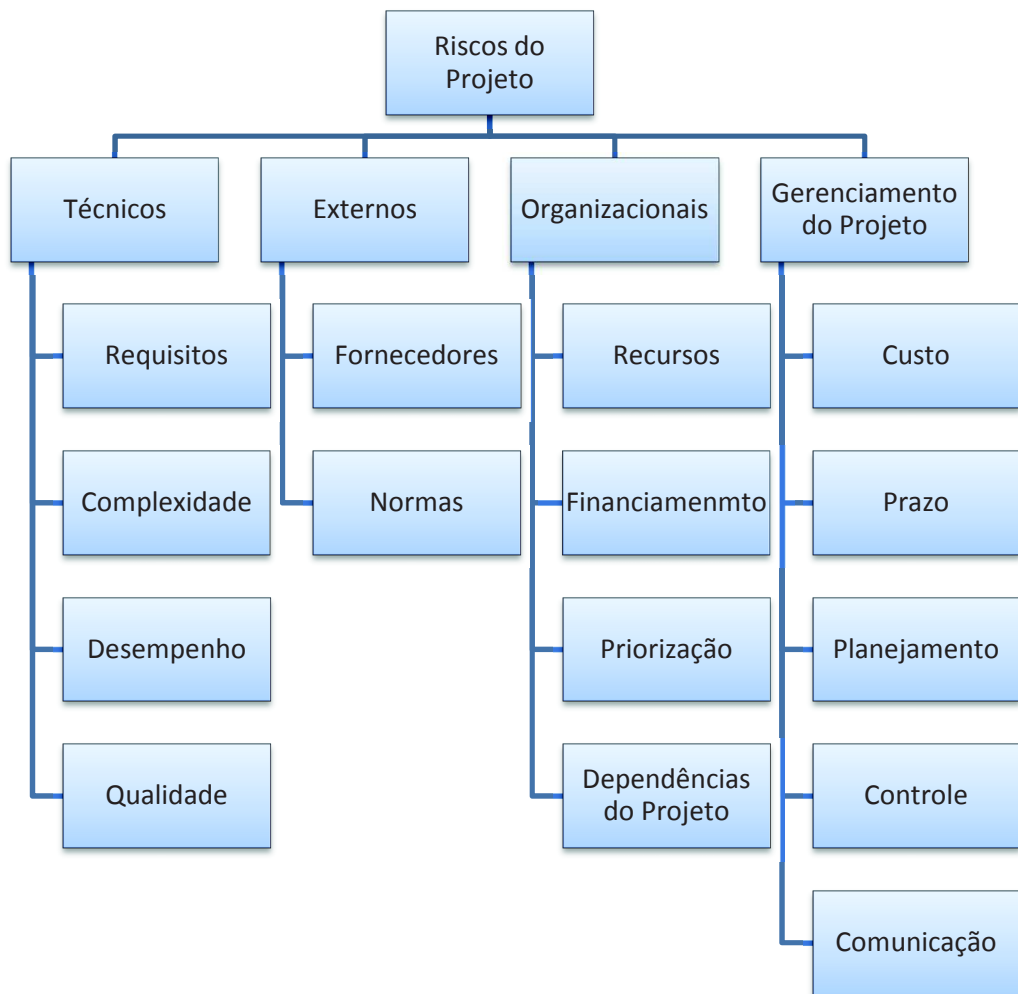 Riscos do
Projeto
Técnicos
Externos
Organizacionais
Gerenciamento
do Projeto
Requisitos
Fornecedores
Recursos
Custo
Complexidade
Normas
Financiamenmto
Prazo
Desempenho
Priorização
Planejamento
Qualidade
Dependências
do Projeto
Controle
Comunicação